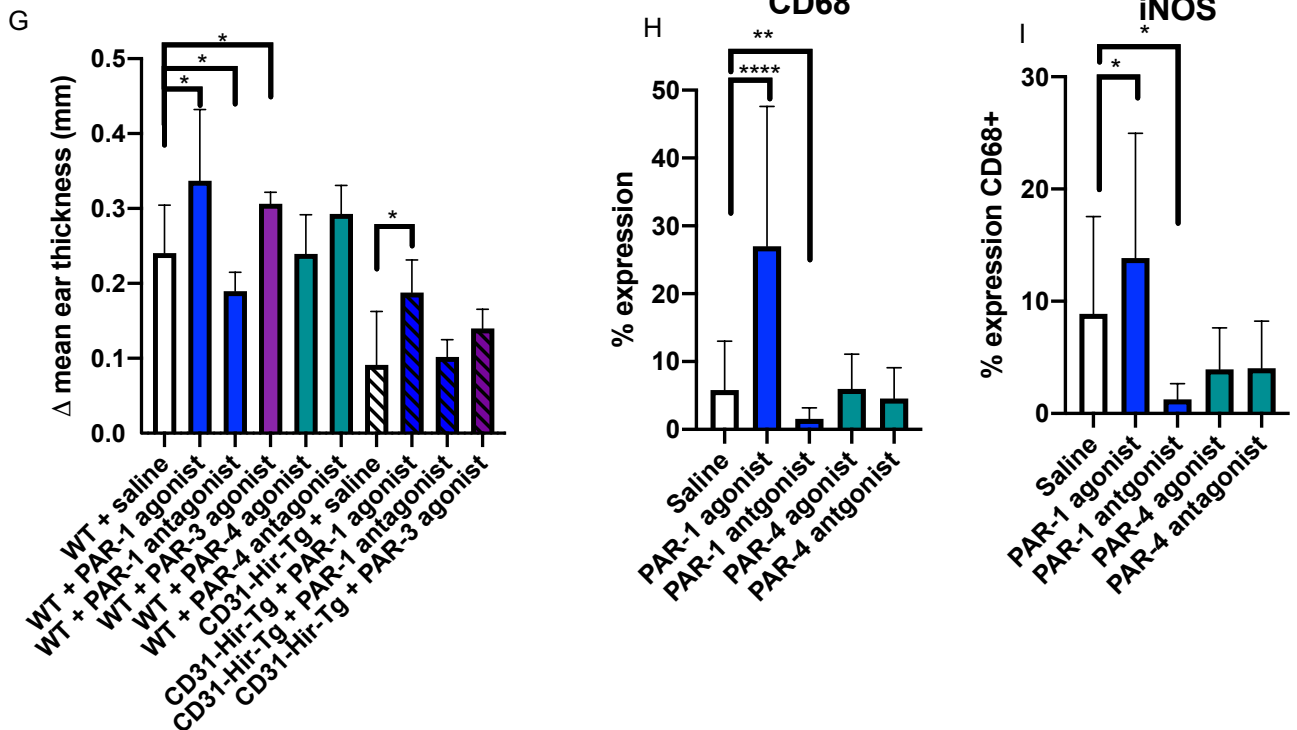 G
Δ mean ear thickness (mm)
0.5
0.4
0.3
0.2
0.1
0.0
*
*
*
*
WT + saline
WT + PAR-1 agonist
WT + PAR-1 antagonist
WT + PAR-3 agonist
WT + PAR-4 agonist
WT + PAR-4 antagonist
CD31-Hir-Tg + saline
CD31-Hir-Tg + PAR-1 agonist
CD31-Hir-Tg + PAR-1 antagonist
CD31-Hir-Tg + PAR-3 agonist
H
CD68
% expression
50
40
30
20
10
0
**
****
Saline
PAR-1 agonist
PAR-1 antgonist
PAR-4 agonist
PAR-4 antgonist
I
iNOS
% expression CD68+
30
20
10
0
*
*
Saline
PAR-1 agonist
PAR-1 antgonist
PAR-4 agonist
PAR-4 antagonist